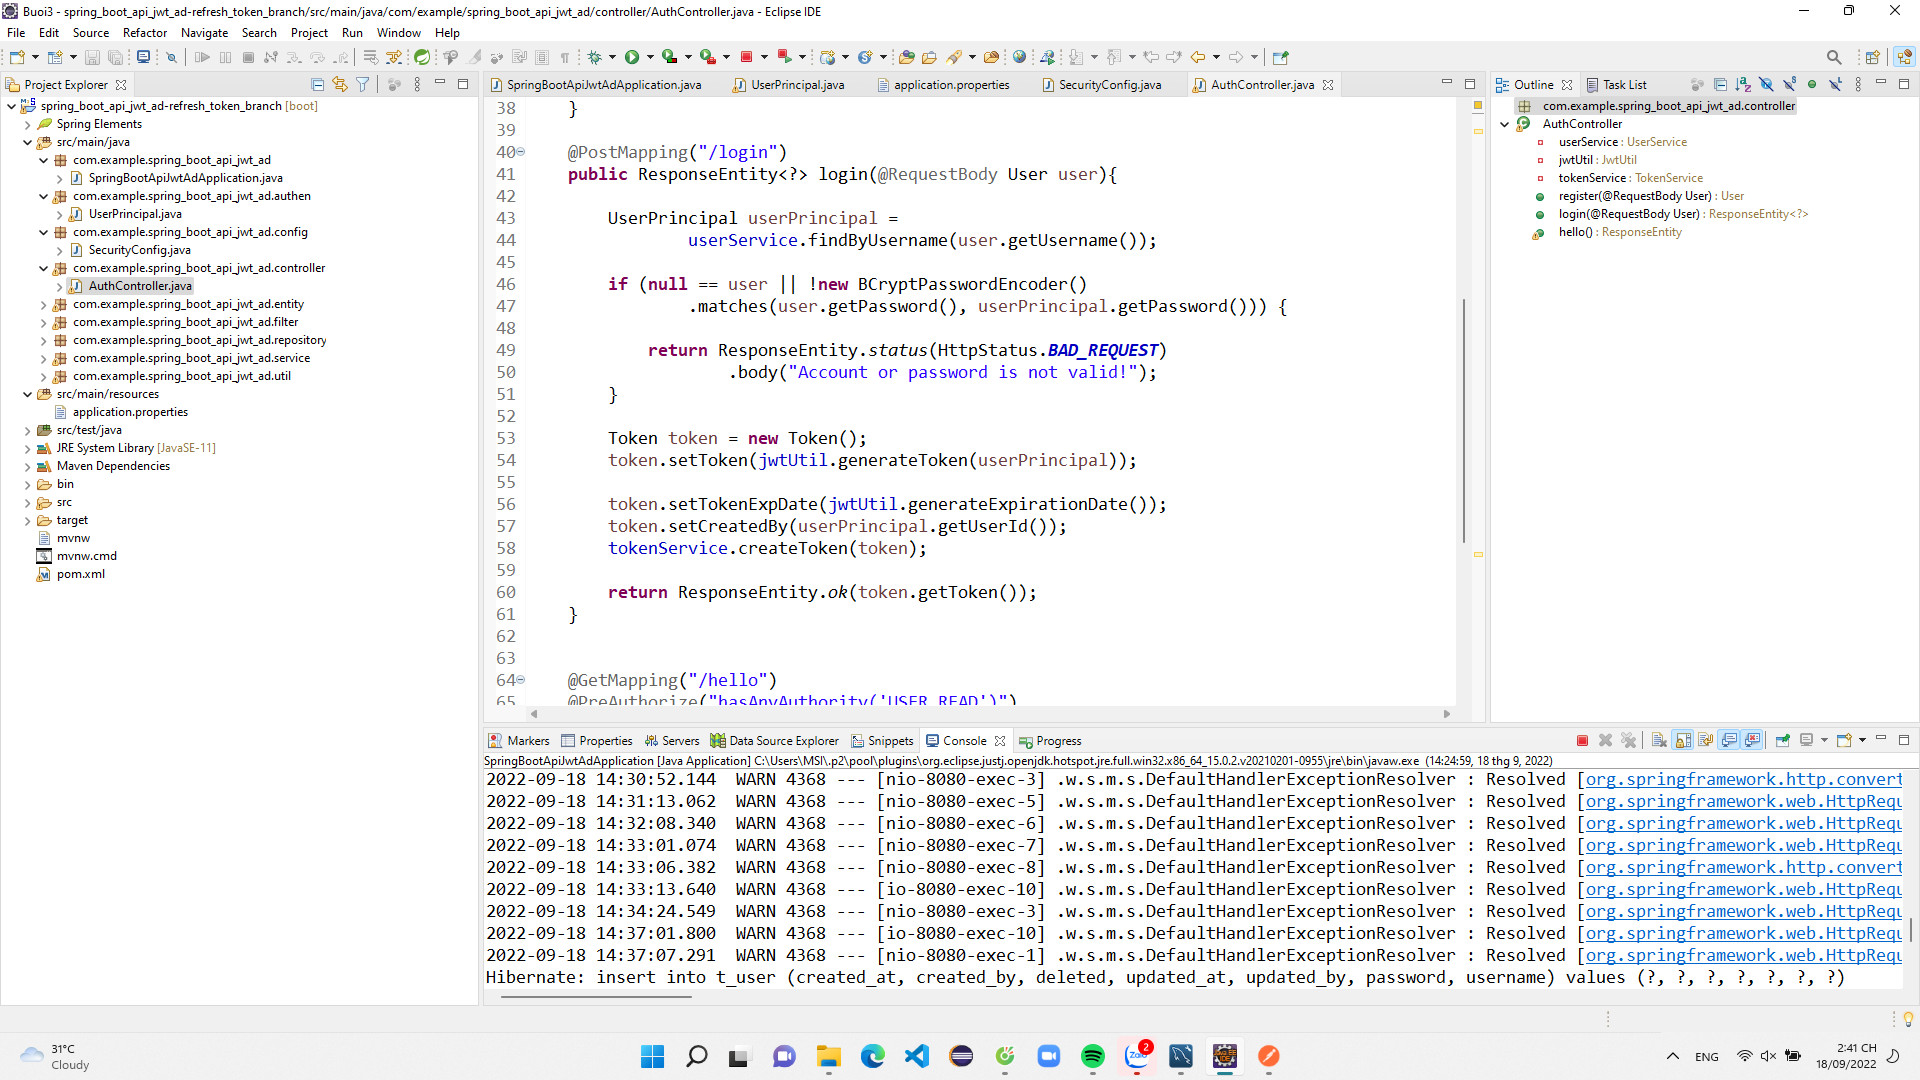 Buoi3 - spring_boot_api_jwt_ad-refresh_token_branch/src/main/java/com/example/spring_boot_api_jwt_ad/controller/AuthController.java - Eclipse IDE
File Edit Source Refactor Navigate Search Project Run Window Help
Project Explorer
spring_boot_api_jwt_ad-refresh_token_branch [boot]
Spring Elements
src/main/java
com.example.spring_boot_api_jwt_ad
SpringBootApiJwtAdApplication.java
com.example.spring_boot_api_jwt_ad.authen
UserPrincipal.java
com.example.spring_boot_api_jwt_ad.config
SecurityConfig.java
com.example.spring_boot_api_jwt_ad.controller
AuthController.java
com.example.spring_boot_api_jwt_ad.entity
com.example.spring_boot_api_jwt_ad.filter
com.example.spring_boot_api_jwt_ad.repository
com.example.spring_boot_api_jwt_ad.service
com.example.spring_boot_api_jwt_ad.util
src/main/resources
application.properties
src/test/java
JRE System Library [JavaSE-11]
Maven Dependencies
bin
src
target
mvnw
mvnw.cmd
pom.xml
SpringBootApiJwtAdApplication.java UserPrincipal.java application.properties SecurityConfig.java AuthController.java
38 }
39
40 @PostMapping("/login")
41 public ResponseEntity<?> login(@RequestBody User user){
42
43 UserPrincipal userPrincipal =
44 userService.findByUsername(user.getUsername());
45
46 if (null == user || !new BCryptPasswordEncoder()
47 .matches(user.getPassword(), userPrincipal.getPassword())) {
48
49 return ResponseEntity.status(HttpStatus.BAD_REQUEST)
50 .body("Account or password is not valid!");
51 }
52
53 Token token = new Token();
54 token.setToken(jwtUtil.generateToken(userPrincipal));
55
56 token.setTokenExpDate(jwtUtil.generateExpirationDate());
57 token.setCreatedBy(userPrincipal.getUserId());
58 tokenService.createToken(token);
59
60 return ResponseEntity.ok(token.getToken());
61 }
62
63
64 @GetMapping("/hello")
65 @PreAuthorize("hasAnyAuthority('USER_READ')")
Outline Task List
com.example.spring_boot_api_jwt_ad.controller
AuthController
userService : UserService
jwtUtil : JwtUtil
tokenService : TokenService
register(@RequestBody User) : User
login(@RequestBody User) : ResponseEntity<?>
hello() : ResponseEntity
Markers Properties Servers Data Source Explorer Snippets Console Progress
SpringBootApiJwtAdApplication [Java Application] C:\Users\MSI\.p2\pool\plugins\org.eclipse.justj.openjdk.hotspot.jre.full.win32.x86_64_15.0.2.v20210201-0955\jre\bin\javaw.exe (14:24:59, 18 thg 9, 2022)
2022-09-18 14:30:52.144 WARN 4368 --- [nio-8080-exec-3] .w.s.m.s.DefaultHandlerExceptionResolver : Resolved [org.springframework.http.convert
2022-09-18 14:31:13.062 WARN 4368 --- [nio-8080-exec-5] .w.s.m.s.DefaultHandlerExceptionResolver : Resolved [org.springframework.web.HttpRequ
2022-09-18 14:32:08.340 WARN 4368 --- [nio-8080-exec-6] .w.s.m.s.DefaultHandlerExceptionResolver : Resolved [org.springframework.web.HttpRequ
2022-09-18 14:33:01.074 WARN 4368 --- [nio-8080-exec-7] .w.s.m.s.DefaultHandlerExceptionResolver : Resolved [org.springframework.web.HttpRequ
2022-09-18 14:33:06.382 WARN 4368 --- [nio-8080-exec-8] .w.s.m.s.DefaultHandlerExceptionResolver : Resolved [org.springframework.http.convert
2022-09-18 14:33:13.640 WARN 4368 --- [io-8080-exec-10] .w.s.m.s.DefaultHandlerExceptionResolver : Resolved [org.springframework.web.HttpRequ
2022-09-18 14:34:24.549 WARN 4368 --- [nio-8080-exec-3] .w.s.m.s.DefaultHandlerExceptionResolver : Resolved [org.springframework.web.HttpRequ
2022-09-18 14:37:01.800 WARN 4368 --- [io-8080-exec-10] .w.s.m.s.DefaultHandlerExceptionResolver : Resolved [org.springframework.web.HttpRequ
2022-09-18 14:37:07.291 WARN 4368 --- [nio-8080-exec-1] .w.s.m.s.DefaultHandlerExceptionResolver : Resolved [org.springframework.web.HttpRequ
Hibernate: insert into t_user (created_at, created_by, deleted, updated_at, updated_by, password, username) values (?, ?, ?, ?, ?, ?, ?)
31°C
Cloudy
Zalo
2
ENG
2:41 CH
18/09/2022